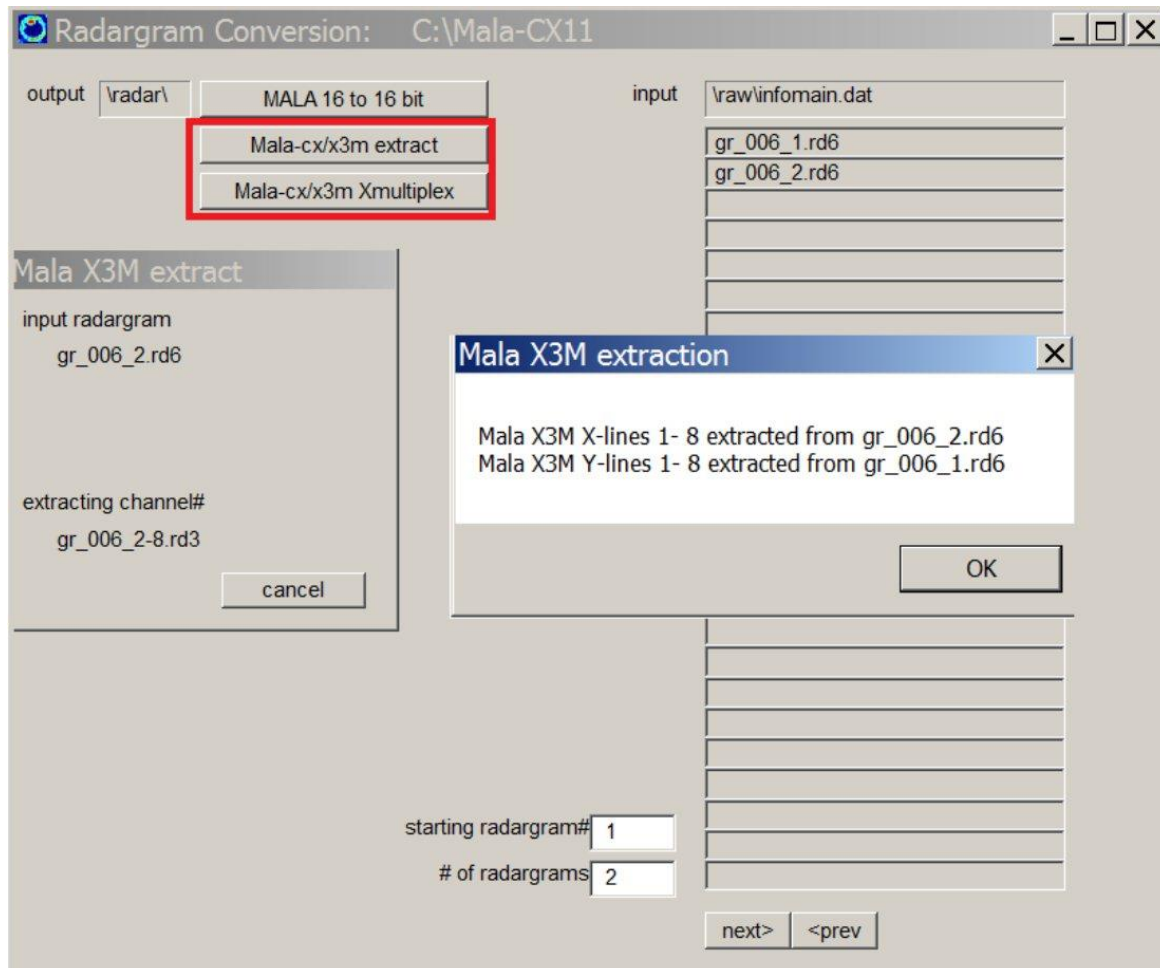 Radargram Conversion: C:\Mala-CX11
output \radar\ MALA 16 to 16 bit input \raw\infomain.dat
Mala-cx/x3m extract
Mala-cx/x3m Xmultiplex
gr_006_1.rd6
gr_006_2.rd6
Mala X3M extract
input radargram
gr_006_2.rd6
extracting channel#
gr_006_2-8.rd3
cancel
Mala X3M extraction
Mala X3M X-lines 1- 8 extracted from gr_006_2.rd6
Mala X3M Y-lines 1- 8 extracted from gr_006_1.rd6
OK
starting radargram# 1
# of radargrams 2
next> <prev